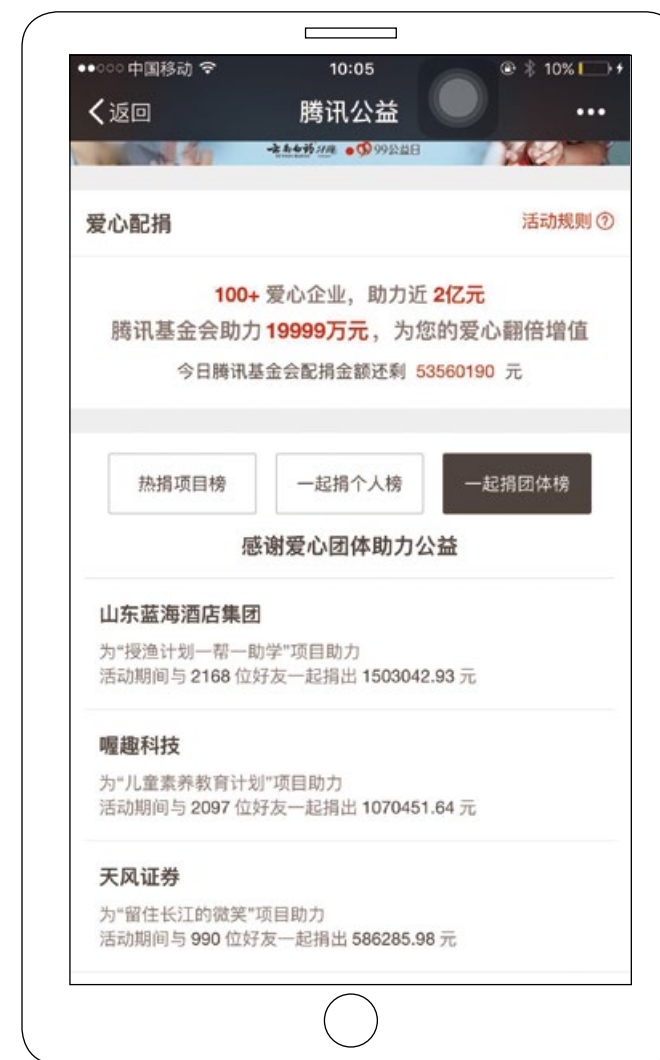 中国移动 10:05 10%
返回 腾讯公益
云南白药 99公益日
爱心配捐 活动规则
100+ 爱心企业，助力近 2亿元
腾讯基金会助力 19999万元，为您的爱心翻倍增值
今日腾讯基金会配捐金额还剩 53560190 元
热捐项目榜 一起捐个人榜 一起捐团体榜
感谢爱心团体助力公益
山东蓝海酒店集团
为“授渔计划一帮一助学”项目助力
活动期间与 2168 位好友一起捐出 1503042.93 元
喔趣科技
为“儿童素养教育计划”项目助力
活动期间与 2097 位好友一起捐出 1070451.64 元
天风证券
为“留住长江的微笑”项目助力
活动期间与 990 位好友一起捐出 586285.98 元